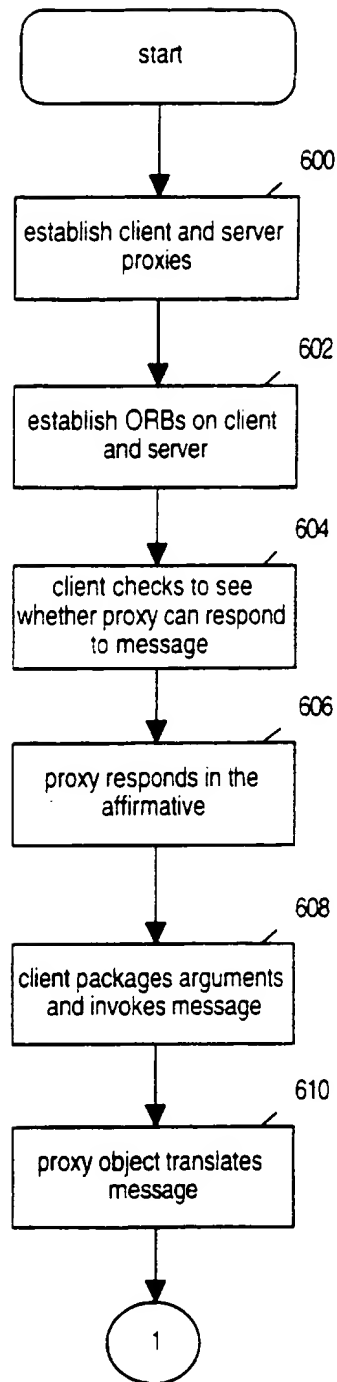 start
600
establish client and server
proxies
602
establish ORBs on client
and server
604
client checks to see
whether proxy can respond
to message
606
proxy responds in the
affirmative
608
client packages arguments
and invokes message
610
proxy object translates
message
1